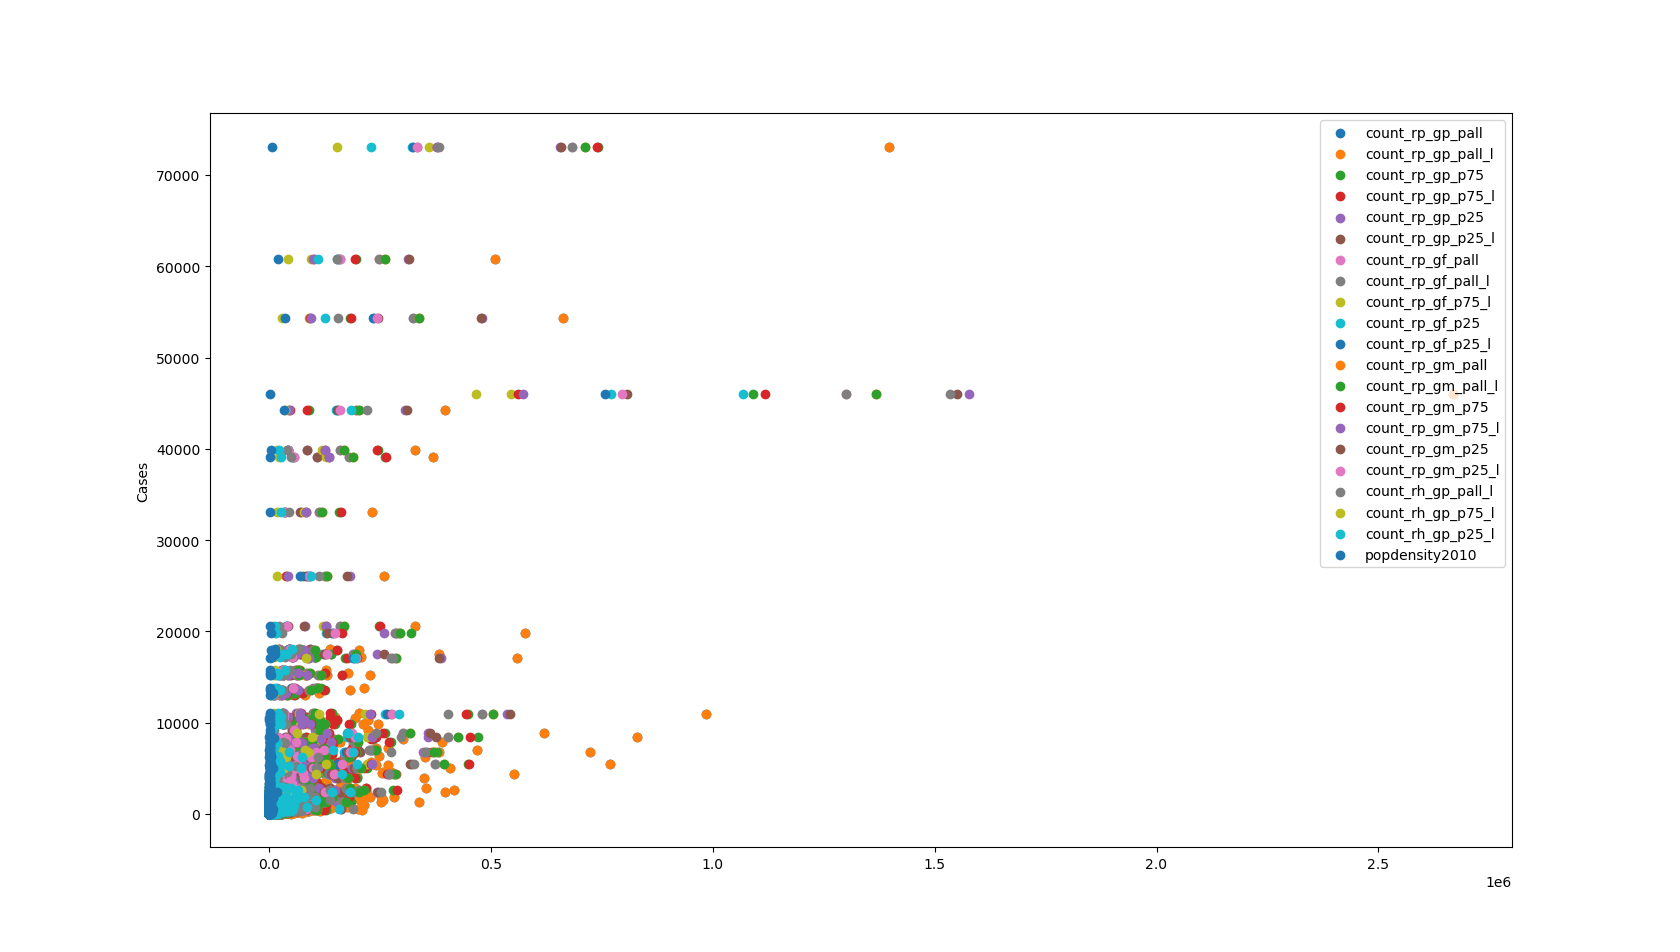 count_rp_gp_pall
count_rp_gp_pall_l
count_rp_gp_p75
count_rp_gp_p75_l
count_rp_gp_p25
count_rp_gp_p25_l
count_rp_gf_pall
count_rp_gf_pall_l
count_rp_gf_p75_l
count_rp_gf_p25
count_rp_gf_p25_l
count_rp_gm_pall
count_rp_gm_pall_l
count_rp_gm_p75
count_rp_gm_p75_l
count_rp_gm_p25
count_rp_gm_p25_l
count_rh_gp_pall_l
count_rh_gp_p75_l
count_rh_gp_p25_l
popdensity2010
70000
60000
50000
40000
30000
20000
10000
0
Cases
0.0 0.5 1.0 1.5 2.0 2.5
1e6